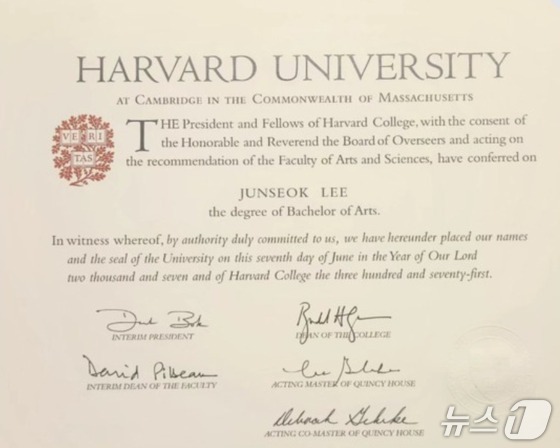 HARVARD UNIVERSITY
AT CAMBRIDGE IN THE COMMONWEALTH OF MASSACHUSETTS
VE RI
TAS
THE President and Fellows of Harvard College, with the consent of
the Honorable and Reverend the Board of Overseers and acting on
the recommendation of the Faculty of Arts and Sciences, have conferred on
JUNSEOK LEE
the degree of Bachelor of Arts.
In witness whereof, by authority duly committed to us, we have hereunder placed our names
and the seal of the University on this seventh day of June in the Year of Our Lord
two thousand and seven and of Harvard College the three hundred and seventy-first.
INTERIM PRESIDENT
DEAN OF THE COLLEGE
David Pilbeam
INTERIM DEAN OF THE FACULTY
ACTING MASTER OF QUINCY HOUSE
Deborah Gehrke
ACTING CO-MASTER OF QUINCY HOUSE
뉴스1